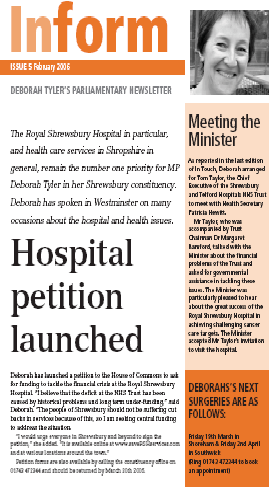 Inform
ISSUE 5 February 2006
DEBORAH TYLER'S PARLIAMENTARY NEWSLETTER
The Royal Shrewsbury Hospital in particular,
and health care services in Shropshire in
general, remain the number one priority for MP
Deborah Tyler in her Shrewsbury constituency.
Deborah has spoken in Westminster on many
occasions about the hospital and health issues.
Hospital
petition
launched
Deborah has launched a petition to the House of Commons to ask
for funding to tackle the financial crisis at the Royal Shrewsbury
Hospital. "I believe that the deficit at the NHS Trust has been
caused by historical problems and long term under-funding," said
Deborah. "The people of Shrewsbury should not be suffering cut
backs in services because of this, so I am seeking central funding
to address the situation.
"I would urge everyone in Shrewsbury and beyond to sign the
petition," she added. "It is available online at
and at various locations around the town."
Petition forms are also available by calling the constituency office on
01743 472344 and should be returned by March 20th 2006.
Meeting the
Minister
As reported in the last edition
of In Touch, Deborah arranged
for Tom Taylor, the Chief
Executive of the Shrewsbury
and Telford Hospitals NHS Trust
to meet with Health Secretary
Patricia Hewitt.
Mr Taylor, who was
accompanied by Trust
Chairman Dr Margaret
Bamford, talked with the
Minister about the financial
problems of the Trust and
asked for governmental
assistance in tackling these
issues. The Minister was
particularly pleased to hear
about the great success of the
Royal Shrewsbury Hospital in
achieving challenging cancer
care targets. The Minister
accepted Mr Taylor's invitation
to visit the hospital.
DEBORAH'S NEXT
SURGERIES ARE AS
FOLLOWS:
Friday 19th March in
Shoreham & Friday 2nd April
in Southwick
(Ring 01742 472344 to book
an appointment)